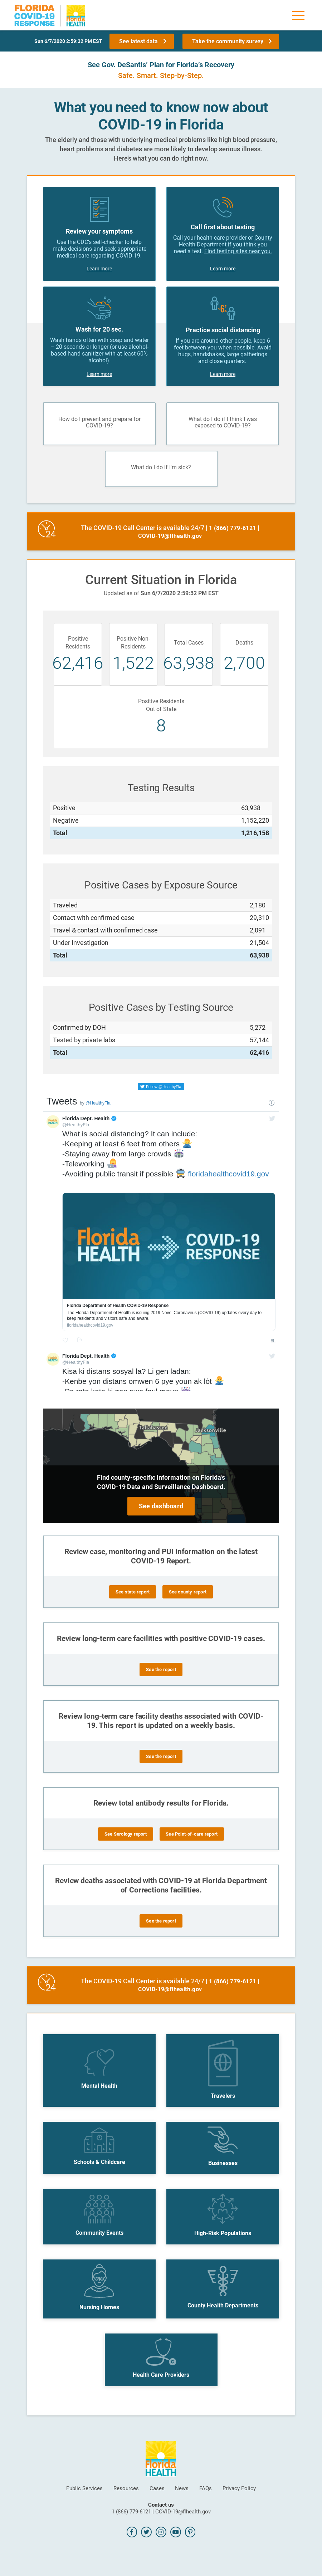 FLORIDA
COVID-19
RESPONSE
Florida
HEALTH
Sun 6/7/2020 2:59:32 PM EST
See latest data
Take the community survey
See Gov. DeSantis' Plan for Florida's Recovery
Safe. Smart. Step-by-Step.
What you need to know now about
COVID-19 in Florida
The elderly and those with underlying medical problems like high blood pressure,
heart problems and diabetes are more likely to develop serious illness.
Here's what you can do right now.
Review your symptoms
Use the CDC's self-checker to help
make decisions and seek appropriate
medical care regarding COVID-19.
Learn more
Call first about testing
Call your health care provider or County
Health Department if you think you
need a test. Find testing sites near you.
Learn more
Wash for 20 sec.
Wash hands often with soap and water
– 20 seconds or longer (or use alcohol-
based hand sanitizer with at least 60%
alcohol).
Learn more
6'
Practice social distancing
If you are around other people, keep 6
feet between you when possible. Avoid
hugs, handshakes, large gatherings
and close quarters.
Learn more
How do I prevent and prepare for
COVID-19?
What do I do if I think I was
exposed to COVID-19?
What do I do if I'm sick?
24
The COVID-19 Call Center is available 24/7 | 1 (866) 779-6121 |
COVID-19@flhealth.gov
Current Situation in Florida
Updated as of Sun 6/7/2020 2:59:32 PM EST
Positive
Residents
62,416
Positive Non-
Residents
1,522
Total Cases
63,938
Deaths
2,700
Positive Residents
Out of State
8
Testing Results
Positive 63,938
Negative 1,152,220
Total 1,216,158
Positive Cases by Exposure Source
Traveled 2,180
Contact with confirmed case 29,310
Travel & contact with confirmed case 2,091
Under Investigation 21,504
Total 63,938
Positive Cases by Testing Source
Confirmed by DOH 5,272
Tested by private labs 57,144
Total 62,416
Follow @HealthyFla
Tweets by @HealthyFla
Florida Dept. Health
@HealthyFla
What is social distancing? It can include:
-Keeping at least 6 feet from others
-Staying away from large crowds
-Teleworking
-Avoiding public transit if possible floridahealthcovid19.gov
Florida
HEALTH
COVID-19
RESPONSE
Florida Department of Health COVID-19 Response
The Florida Department of Health is issuing 2019 Novel Coronavirus (COVID-19) updates every day to
keep residents and visitors safe and aware.
floridahealthcovid19.gov
Florida Dept. Health
@HealthyFla
Kisa ki distans sosyal la? Li gen ladan:
-Kenbe yon distans omwen 6 pye youn ak lòt
Tallahassee
Jacksonville
Find county-specific information on Florida's
COVID-19 Data and Surveillance Dashboard.
See dashboard
Review case, monitoring and PUI information on the latest
COVID-19 Report.
See state report
See county report
Review long-term care facilities with positive COVID-19 cases.
See the report
Review long-term care facility deaths associated with COVID-
19. This report is updated on a weekly basis.
See the report
Review total antibody results for Florida.
See Serology report
See Point-of-care report
Review deaths associated with COVID-19 at Florida Department
of Corrections facilities.
See the report
24
The COVID-19 Call Center is available 24/7 | 1 (866) 779-6121 |
COVID-19@flhealth.gov
Mental Health
Travelers
Schools & Childcare
Businesses
Community Events
High-Risk Populations
Nursing Homes
County Health Departments
Health Care Providers
Florida
HEALTH
Public Services
Resources
Cases
News
FAQs
Privacy Policy
Contact us
1 (866) 779-6121 | COVID-19@flhealth.gov